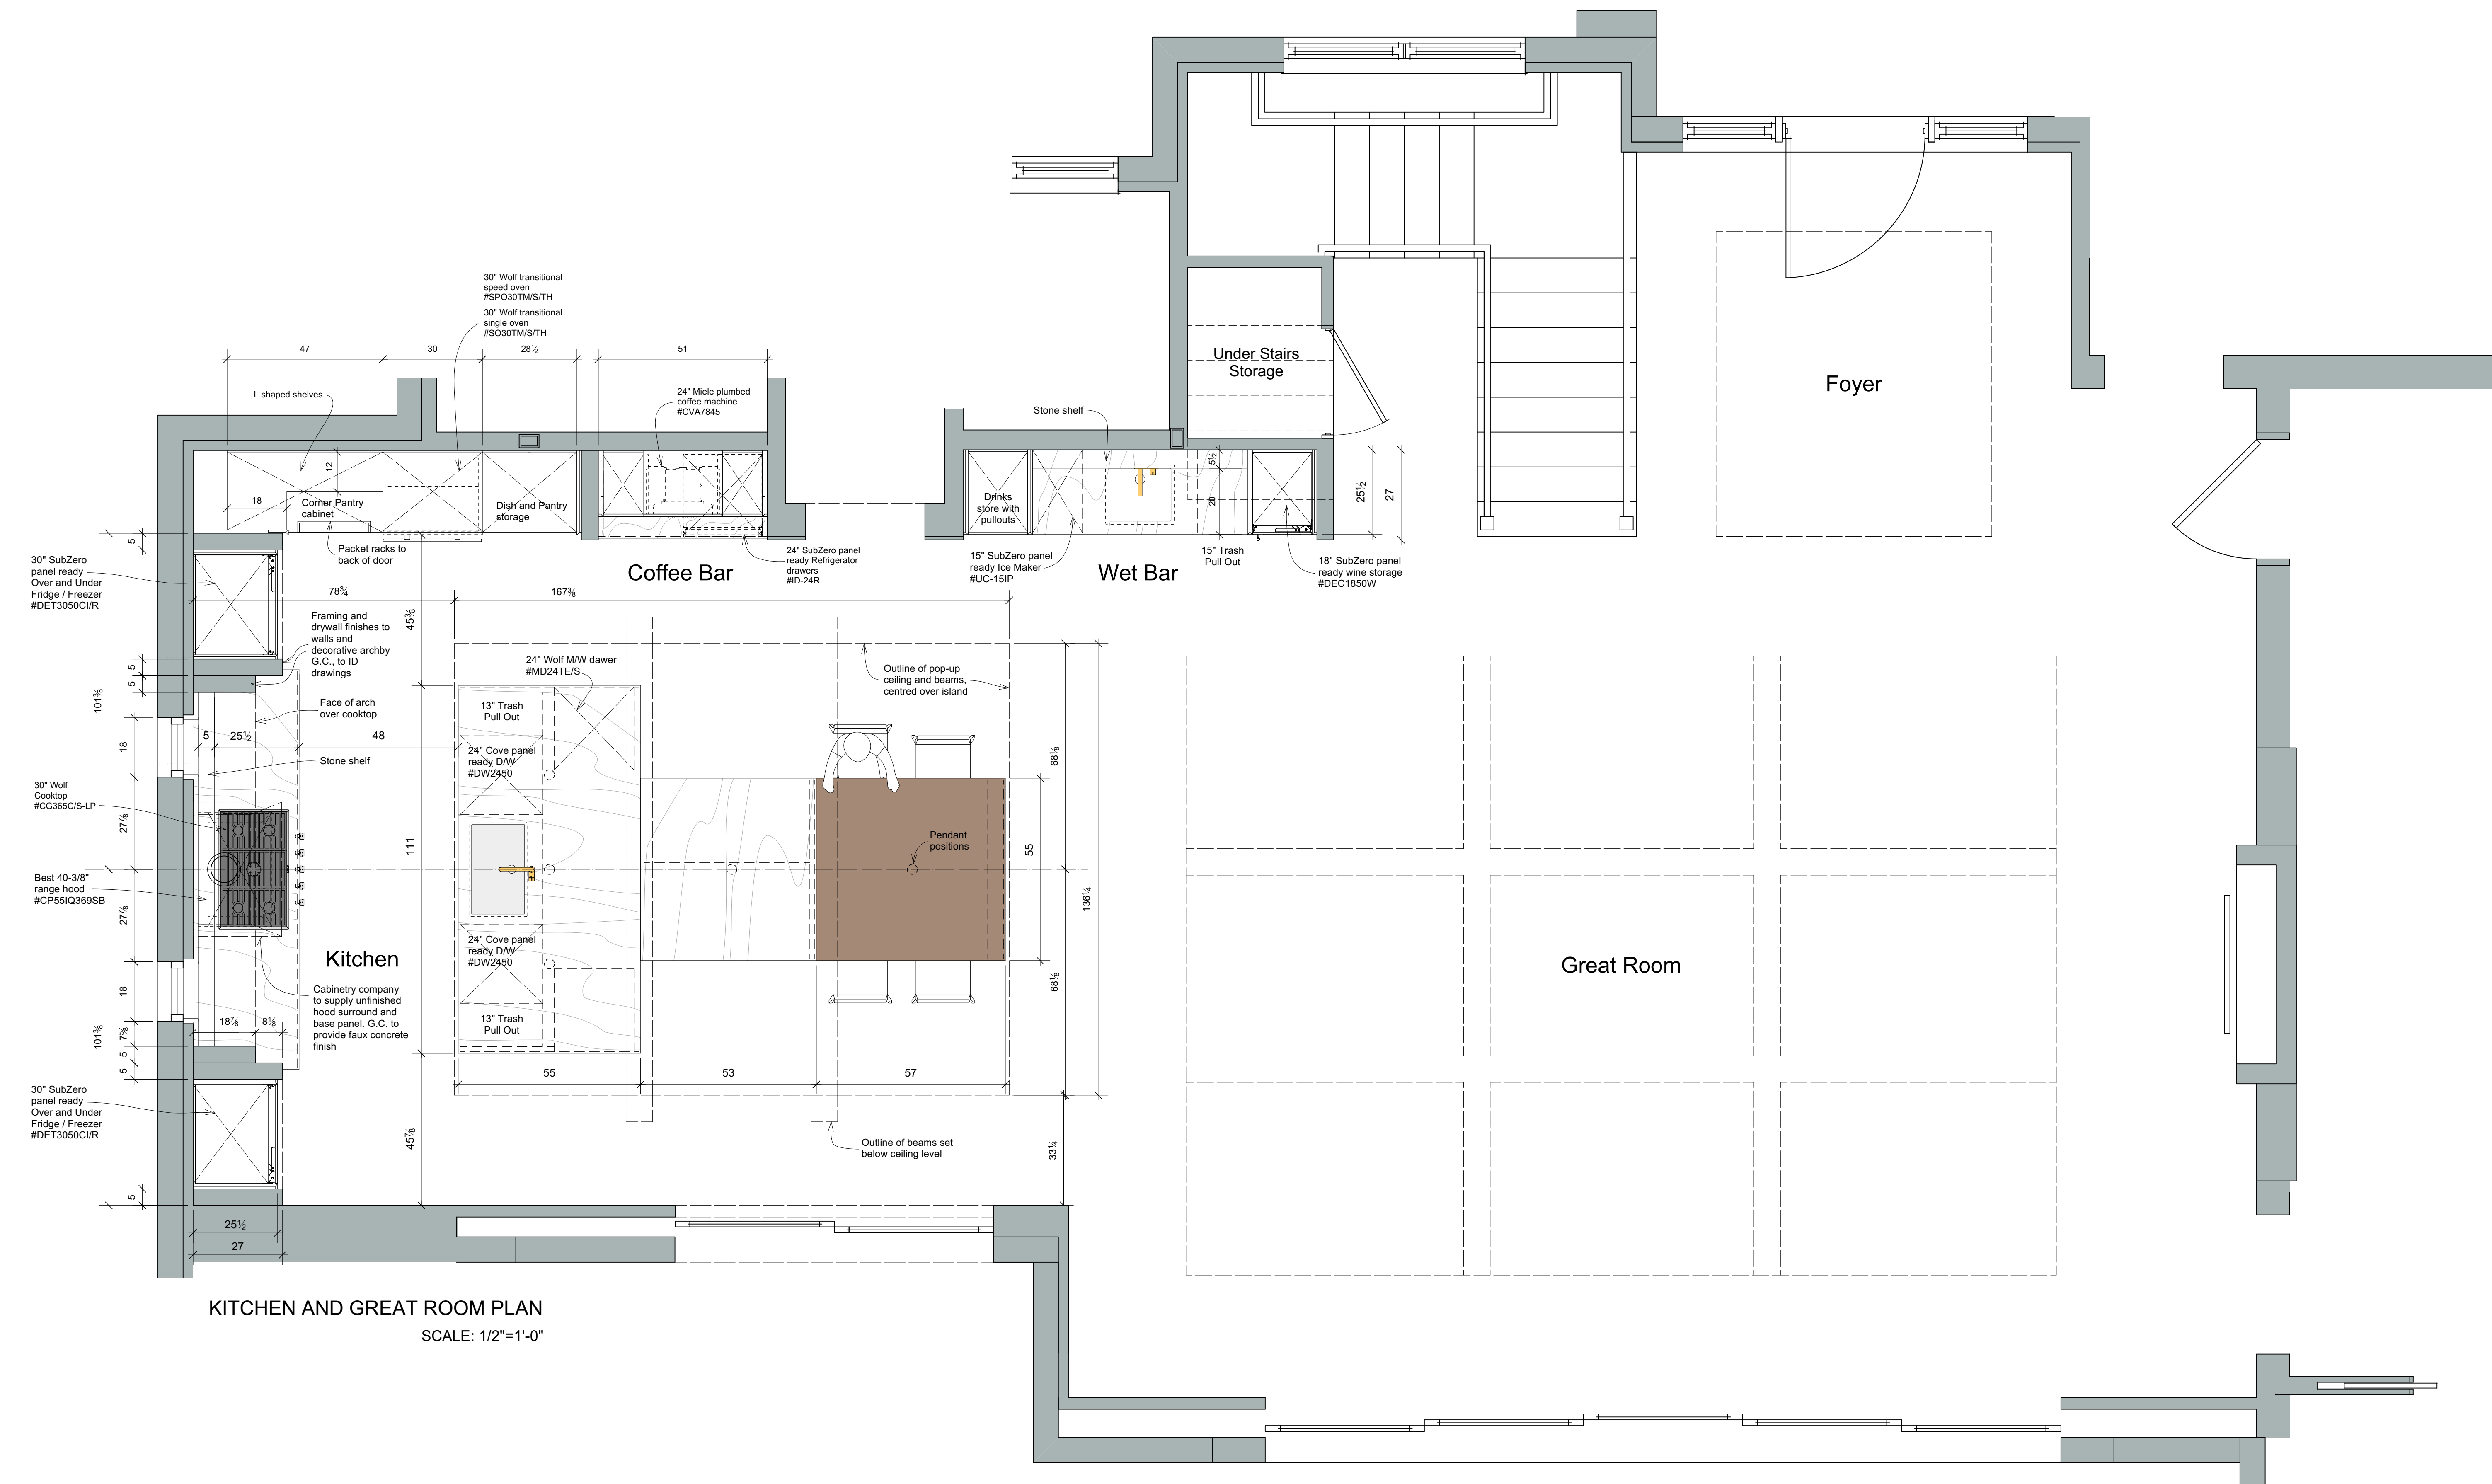 30" Wolf transitional
speed oven
#SPO30TM/S/TH
30" Wolf transitional
single oven
#SO30TM/S/TH
47
30
28½
51
L shaped shelves
24" Miele plumbed
coffee machine
#CVA7845
Stone shelf
Under Stairs
Storage
Foyer
12
18
Corner Pantry
cabinet
Dish and Pantry
storage
Packet racks to
back of door
Drinks
store with
pullouts
5½
20
25½
27
24" SubZero panel
ready Refrigerator
drawers
#ID-24R
Coffee Bar
15" SubZero panel
ready Ice Maker
#UC-15IP
Wet Bar
15" Trash
Pull Out
18" SubZero panel
ready wine storage
#DEC1850W
30" SubZero
panel ready
Over and Under
Fridge / Freezer
#DET3050CI/R
5
5
5
101⅜
78¾
167⅜
45⅜
Framing and
drywall finishes to
walls and
decorative archby
G.C., to ID
drawings
24" Wolf M/W dawer
#MD24TE/S
Outline of pop-up
ceiling and beams,
centred over island
Face of arch
over cooktop
13" Trash
Pull Out
18
5
25½
48
24" Cove panel
ready D/W
#DW2450
68⅛
Stone shelf
30" Wolf
Cooktop
#CG365C/S-LP
27⅞
111
Pendant
positions
55
136¼
Best 40-3/8"
range hood
#CP55IQ369SB
27⅞
Kitchen
24" Cove panel
ready D/W
#DW2450
Great Room
68⅛
18
Cabinetry company
to supply unfinished
hood surround and
base panel. G.C. to
provide faux concrete
finish
18⅞
8⅛
13" Trash
Pull Out
7⅝
101⅜
5
5
55
53
57
30" SubZero
panel ready
Over and Under
Fridge / Freezer
#DET3050CI/R
45⅞
Outline of beams set
below ceiling level
33¼
5
25½
27
KITCHEN AND GREAT ROOM PLAN
SCALE: 1/2"=1'-0"